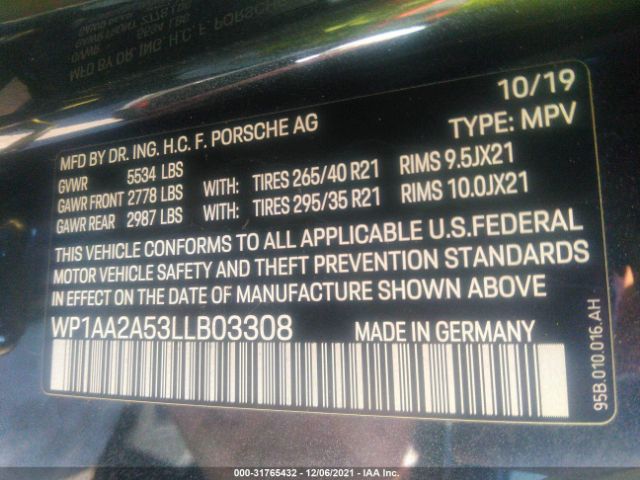 10/19
MFD BY DR. ING. H.C. F. PORSCHE AG TYPE: MPV
GVWR 5534 LBS
GAWR FRONT 2778 LBS WITH: TIRES 265/40 R21 RIMS 9.5JX21
GAWR REAR 2987 LBS WITH: TIRES 295/35 R21 RIMS 10.0JX21
THIS VEHICLE CONFORMS TO ALL APPLICABLE U.S.FEDERAL
MOTOR VEHICLE SAFETY AND THEFT PREVENTION STANDARDS
IN EFFECT ON THE DATE OF MANUFACTURE SHOWN ABOVE
WP1AA2A53LLB03308 MADE IN GERMANY
95B.010.016.AH
000-31765432 - 12/06/2021 - IAA Inc.